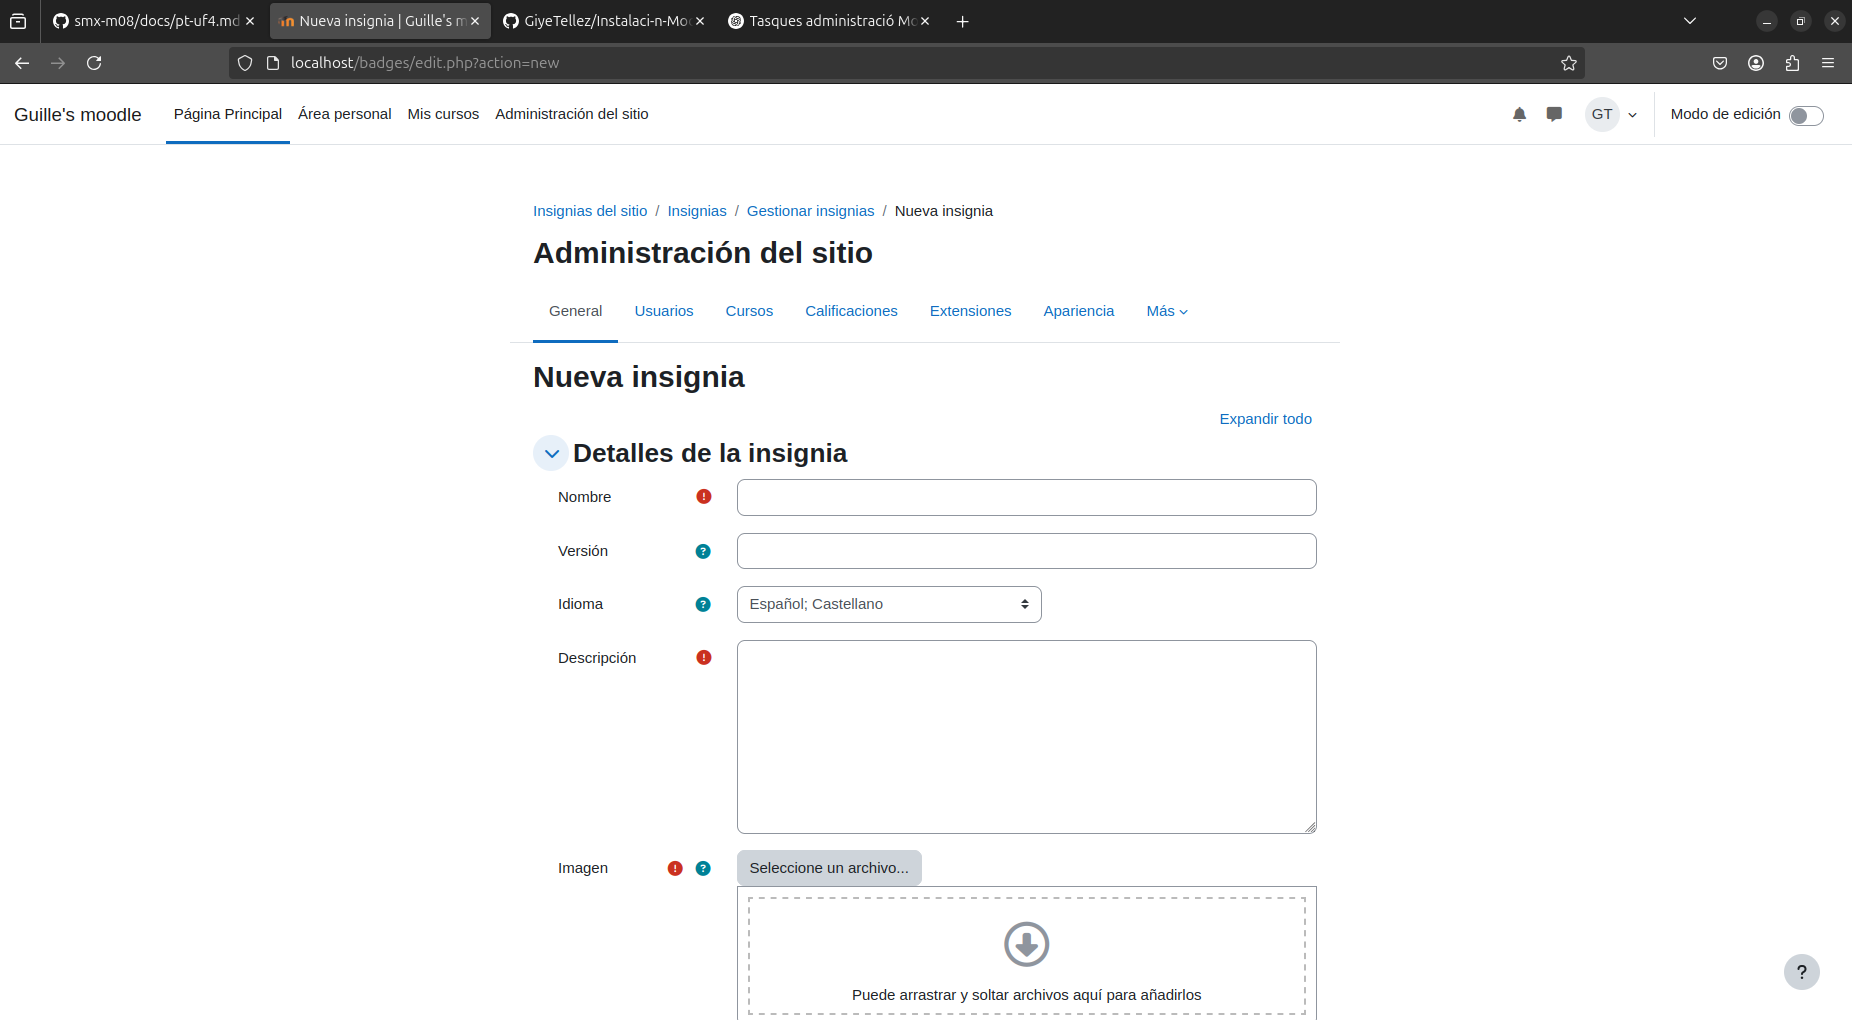 smx-m08/docs/pt-uf4.md
Nueva insignia | Guille's m
GiyeTellez/Instalaci-n-Moo
Tasques administració Mo
localhost/badges/edit.php?action=new
Guille's moodle
Página Principal
Área personal
Mis cursos
Administración del sitio
GT
Modo de edición
Insignias del sitio / Insignias / Gestionar insignias / Nueva insignia
Administración del sitio
General
Usuarios
Cursos
Calificaciones
Extensiones
Apariencia
Más
Nueva insignia
Expandir todo
Detalles de la insignia
Nombre
Versión
Idioma
Español; Castellano
Descripción
Imagen
Seleccione un archivo...
Puede arrastrar y soltar archivos aquí para añadirlos
?